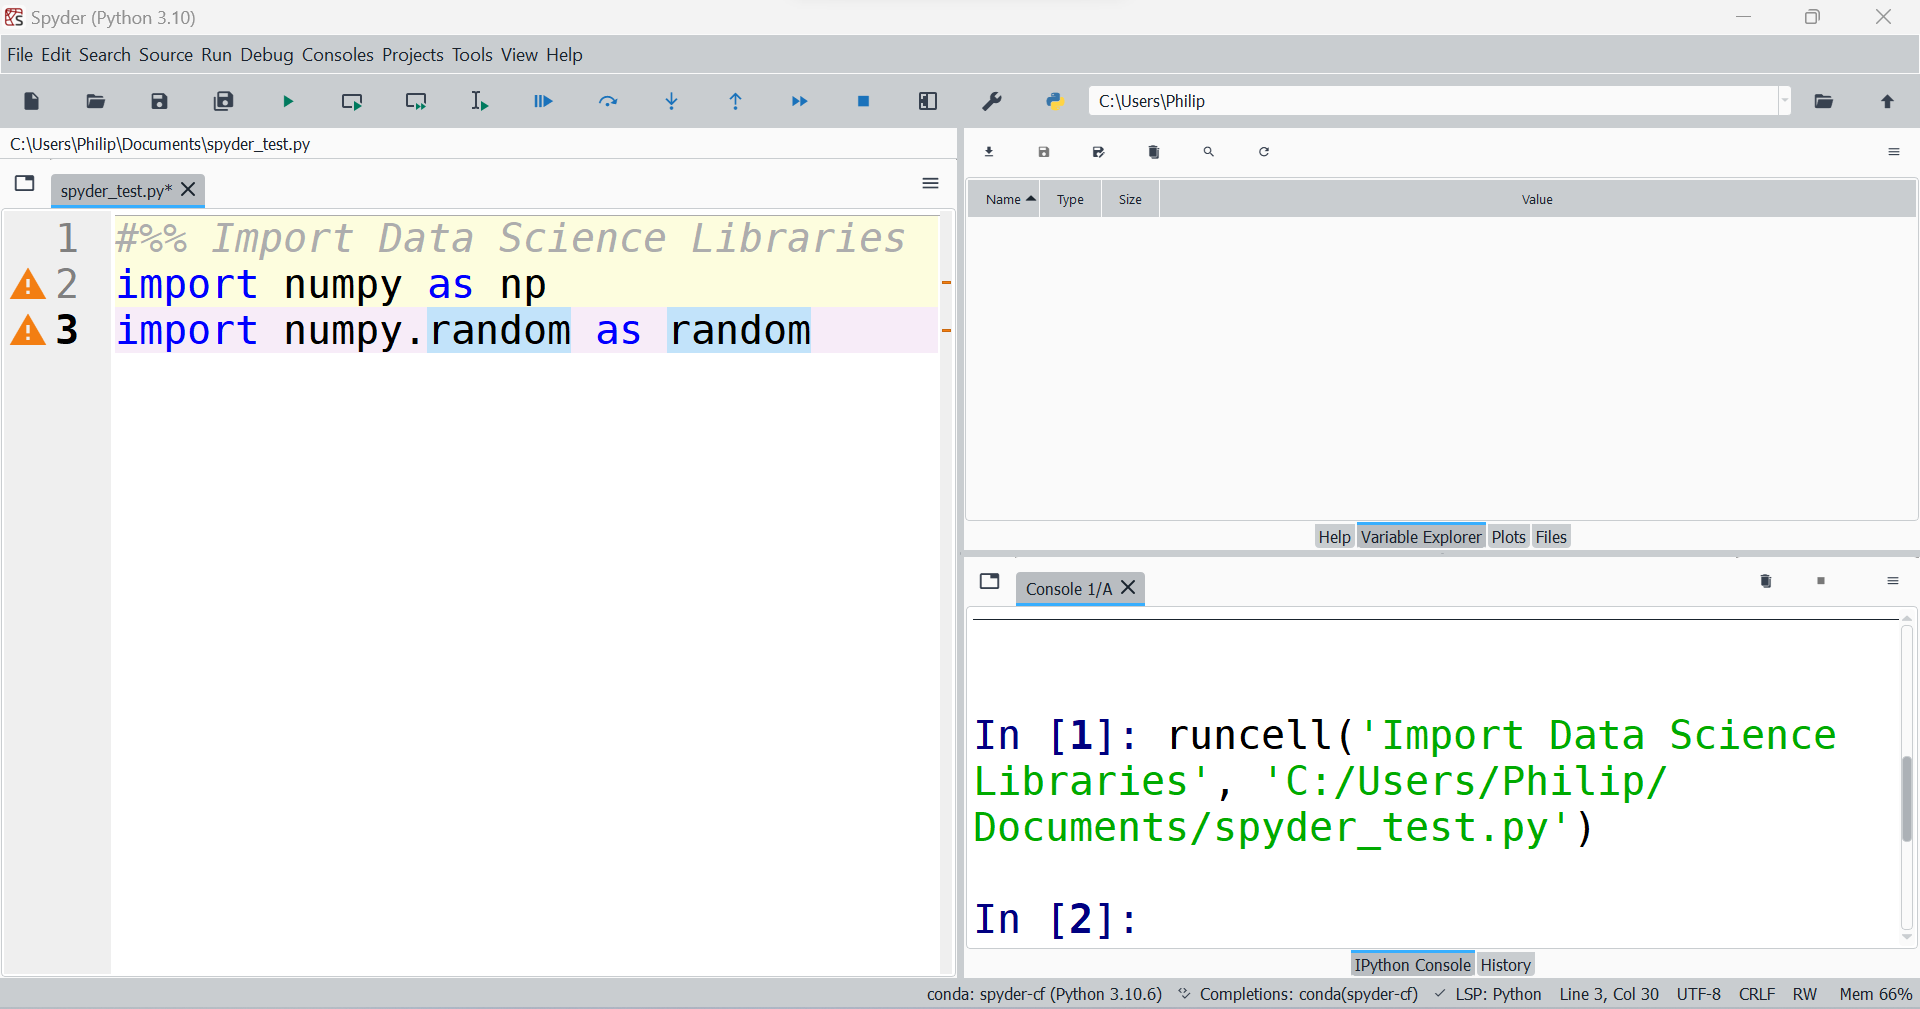 Spyder (Python 3.10)
File Edit Search Source Run Debug Consoles Projects Tools View Help
C:\Users\Philip
C:\Users\Philip\Documents\spyder_test.py
spyder_test.py*
1 #%% Import Data Science Libraries
2 import numpy as np
3 import numpy.random as random
Name Type Size Value
Help Variable Explorer Plots Files
Console 1/A
In [1]: runcell('Import Data Science
Libraries', 'C:/Users/Philip/
Documents/spyder_test.py')
In [2]:
IPython Console History
conda: spyder-cf (Python 3.10.6) Completions: conda(spyder-cf) LSP: Python Line 3, Col 30 UTF-8 CRLF RW Mem 66%